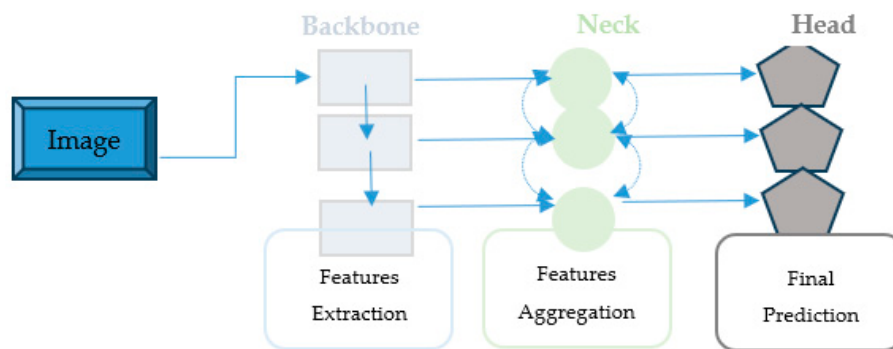 Backbone
Neck
Head
Image
Features
Extraction
Features
Aggregation
Final
Prediction